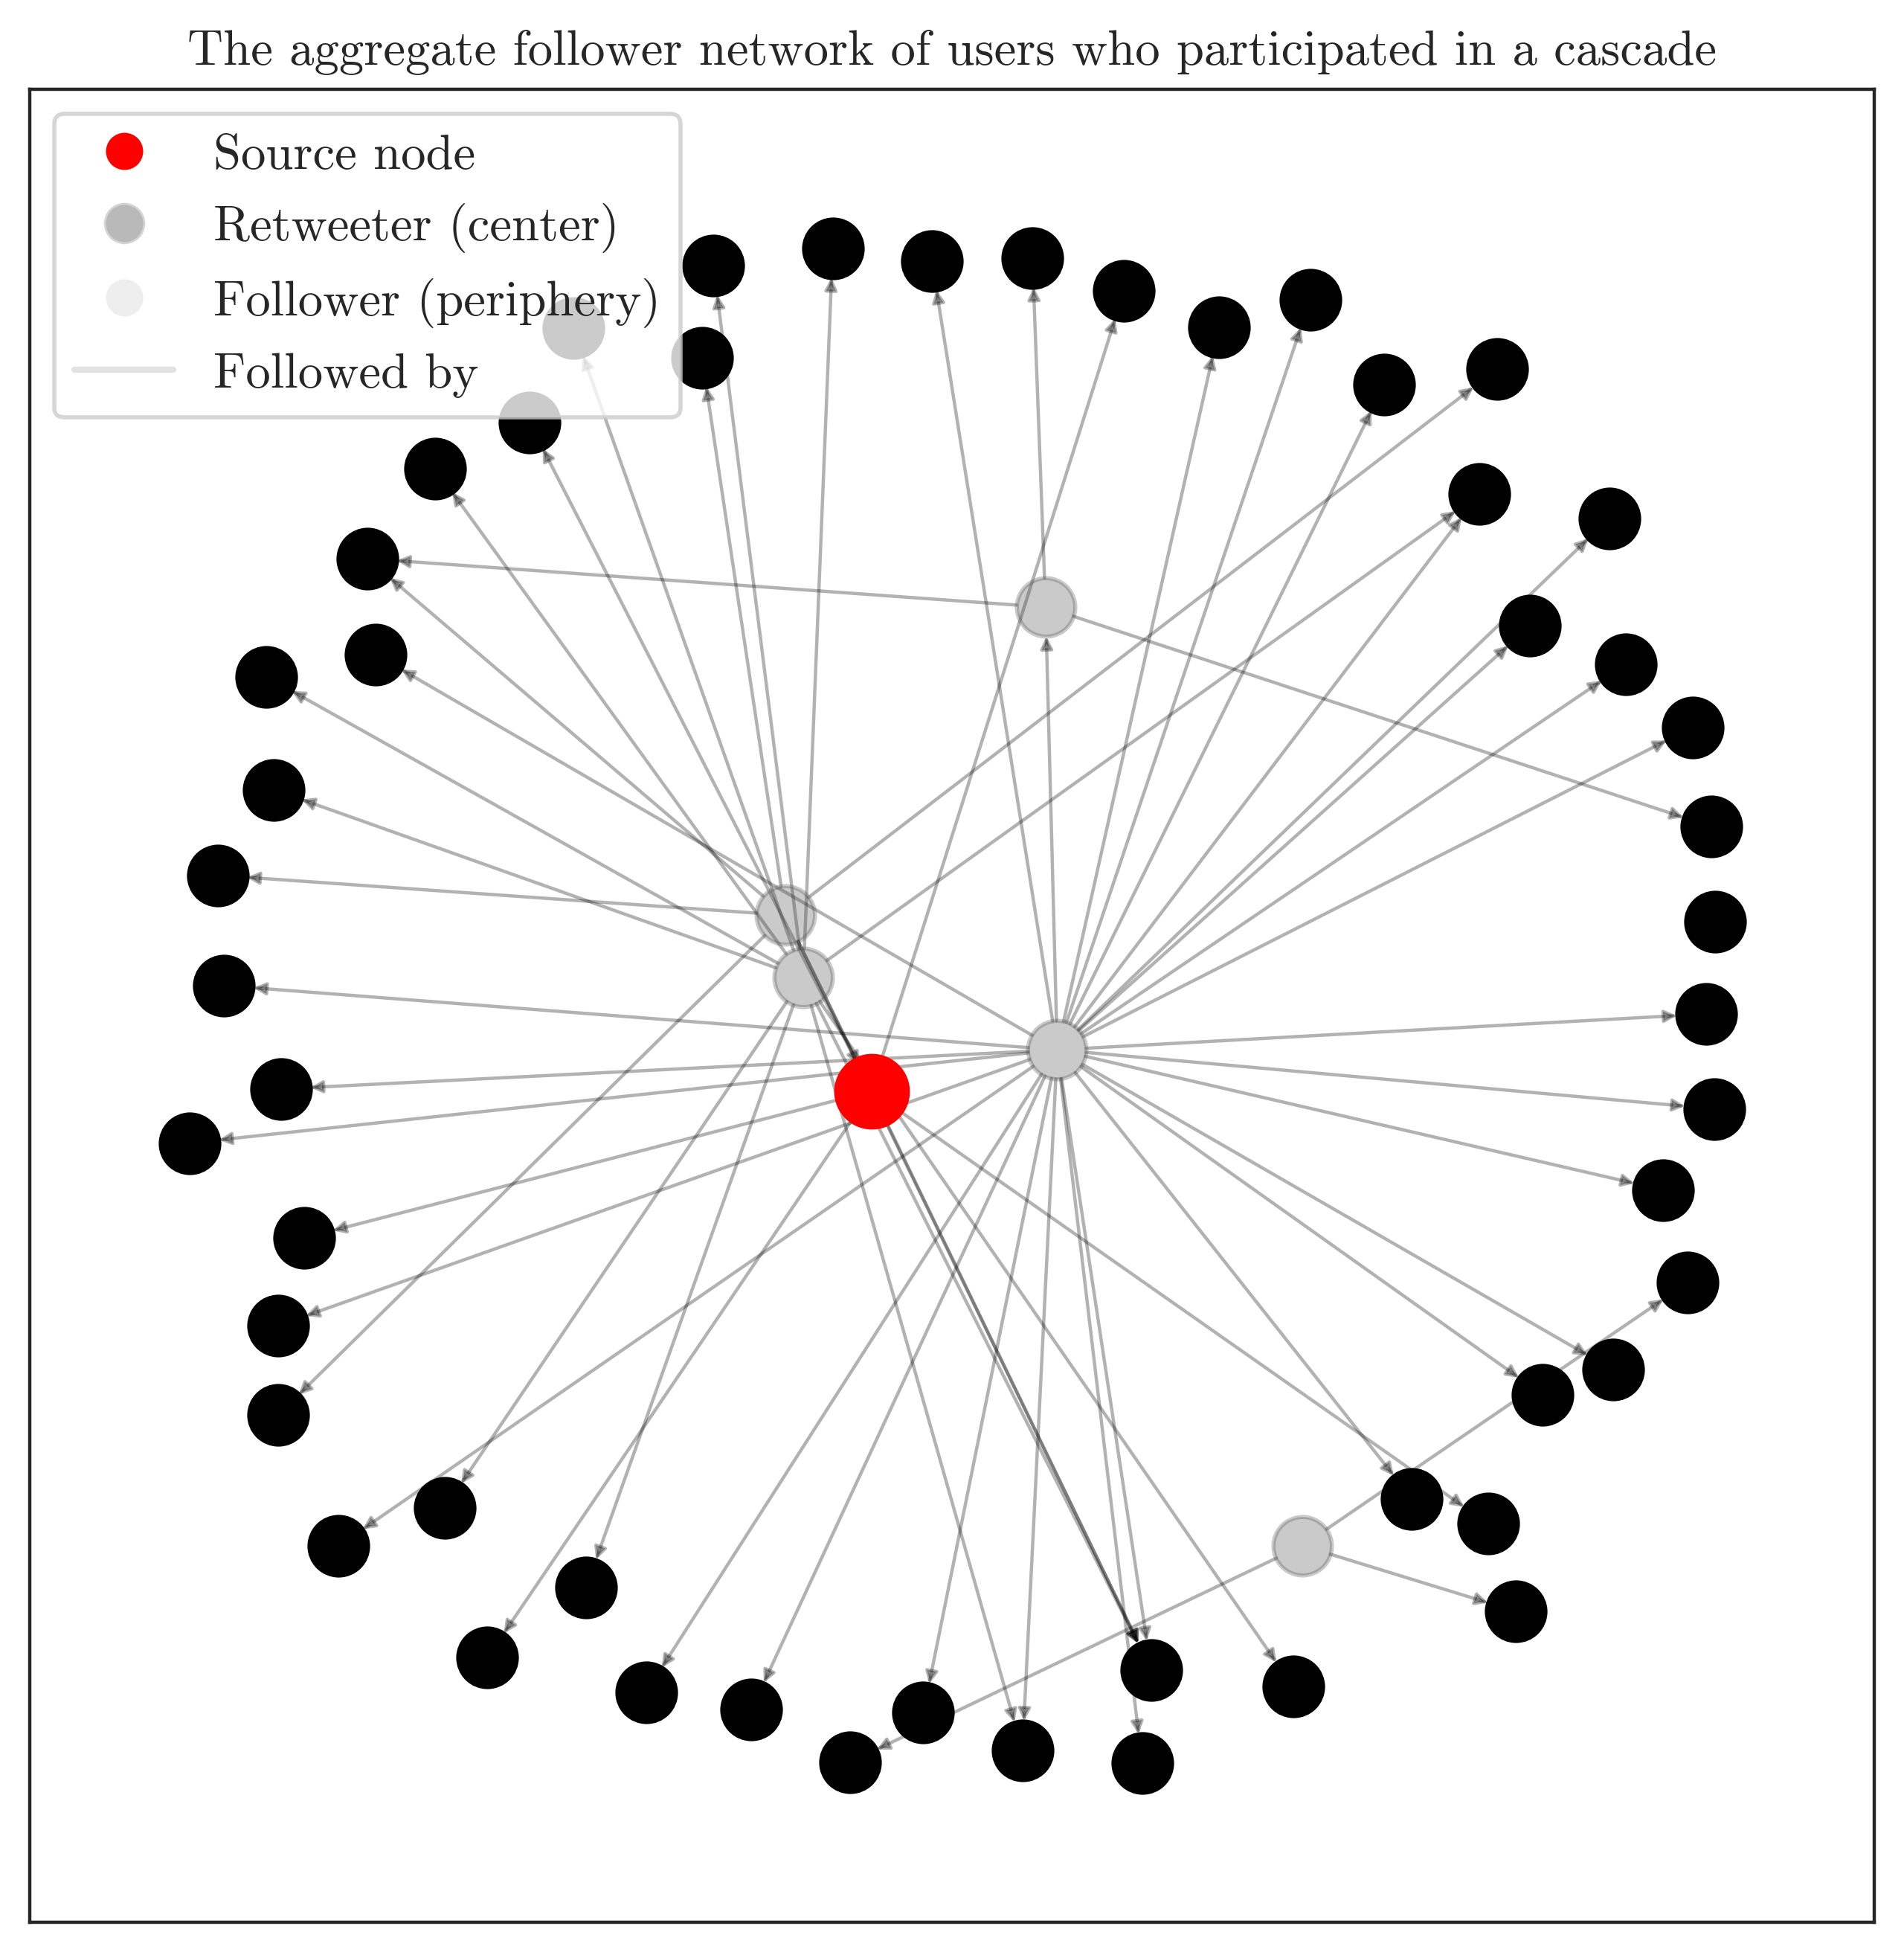 The aggregate follower network of users who participated in a cascade
Source node
Retweeter (center)
Follower (periphery)
Followed by